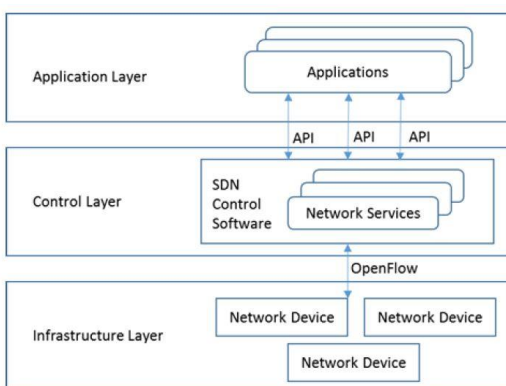 Application Layer
Applications
API
API
API
Control Layer
SDN
Control
Software
Network Services
OpenFlow
Infrastructure Layer
Network Device
Network Device
Network Device